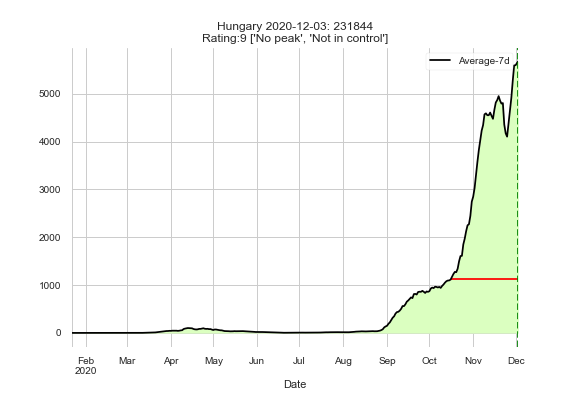 Hungary 2020-12-03: 231844
Rating:9 ['No peak', 'Not in control']
Average-7d
5000
4000
3000
2000
1000
0
Feb Mar Apr May Jun Jul Aug Sep Oct Nov Dec
2020
Date